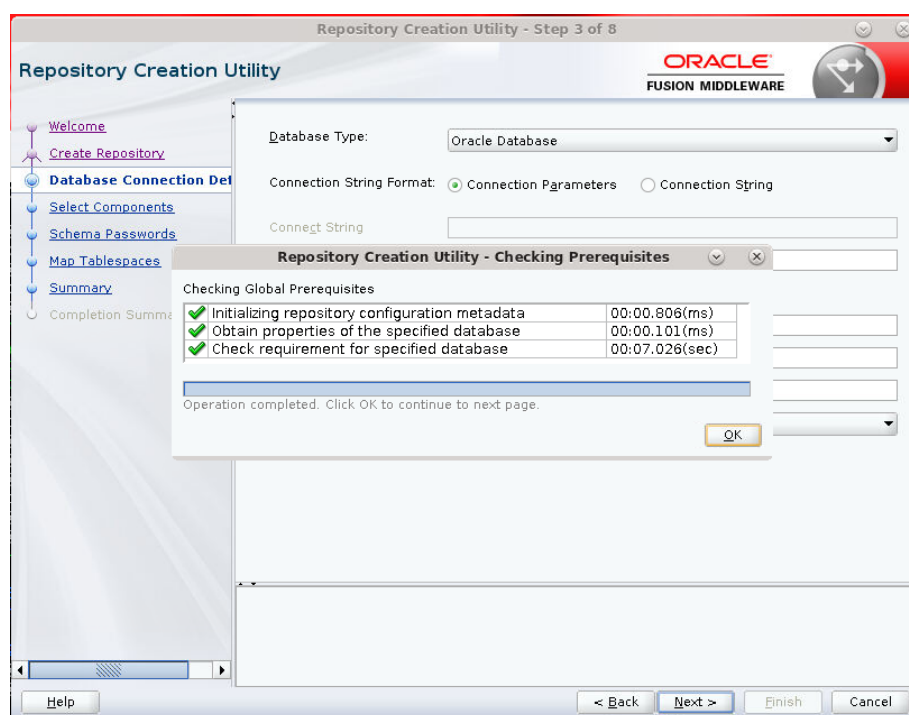 Repository Creation Utility - Step 3 of 8
Repository Creation Utility
ORACLE
FUSION MIDDLEWARE
Welcome
Create Repository
Database Connection Det
Select Components
Schema Passwords
Map Tablespaces
Summary
Completion Summa
Database Type:
Oracle Database
Connection String Format:
Connection Parameters
Connection String
Connect String
Repository Creation Utility - Checking Prerequisites
Checking Global Prerequisites
Initializing repository configuration metadata 00:00.806(ms)
Obtain properties of the specified database 00:00.101(ms)
Check requirement for specified database 00:07.026(sec)
Operation completed. Click OK to continue to next page.
OK
Help
< Back
Next >
Finish
Cancel